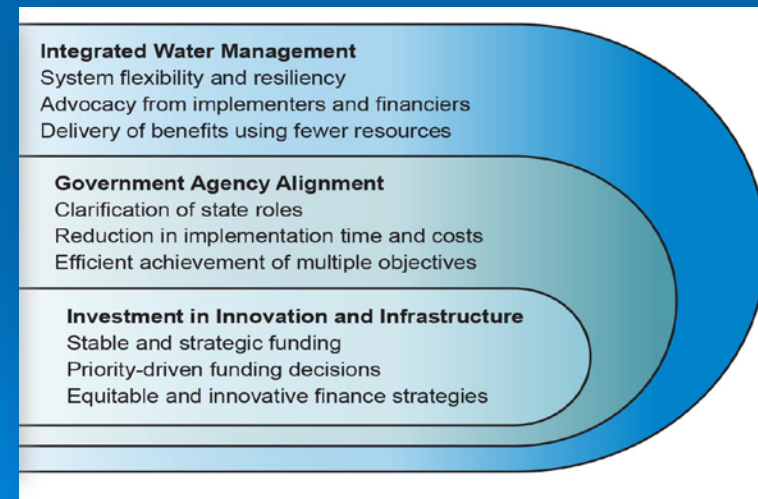 Integrated Water Management
System flexibility and resiliency
Advocacy from implementers and financiers
Delivery of benefits using fewer resources
Government Agency Alignment
Clarification of state roles
Reduction in implementation time and costs
Efficient achievement of multiple objectives
Investment in Innovation and Infrastructure
Stable and strategic funding
Priority-driven funding decisions
Equitable and innovative finance strategies